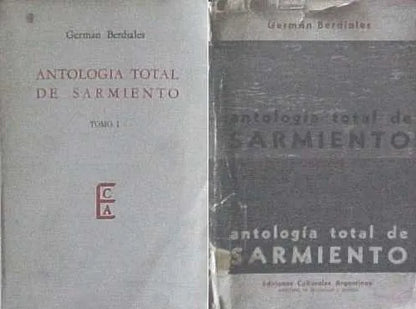 Germán Berdiales
ANTOLOGIA TOTAL
DE SARMIENTO
TOMO I
E C A
Germán Berdiales
antología total de
SARMIENTO
antología total de
SARMIENTO
Ediciones Culturales Argentinas